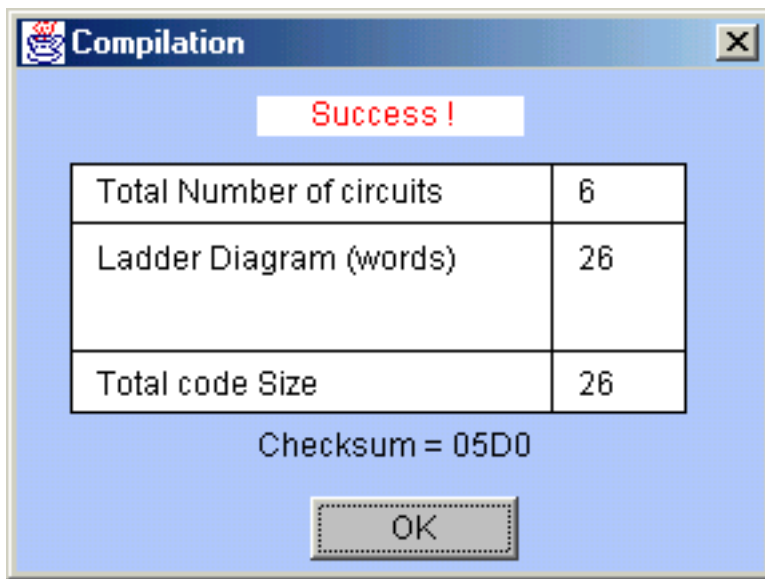 Compilation
Success !
Total Number of circuits 6
Ladder Diagram (words) 26
Total code Size 26
Checksum = 05D0
OK